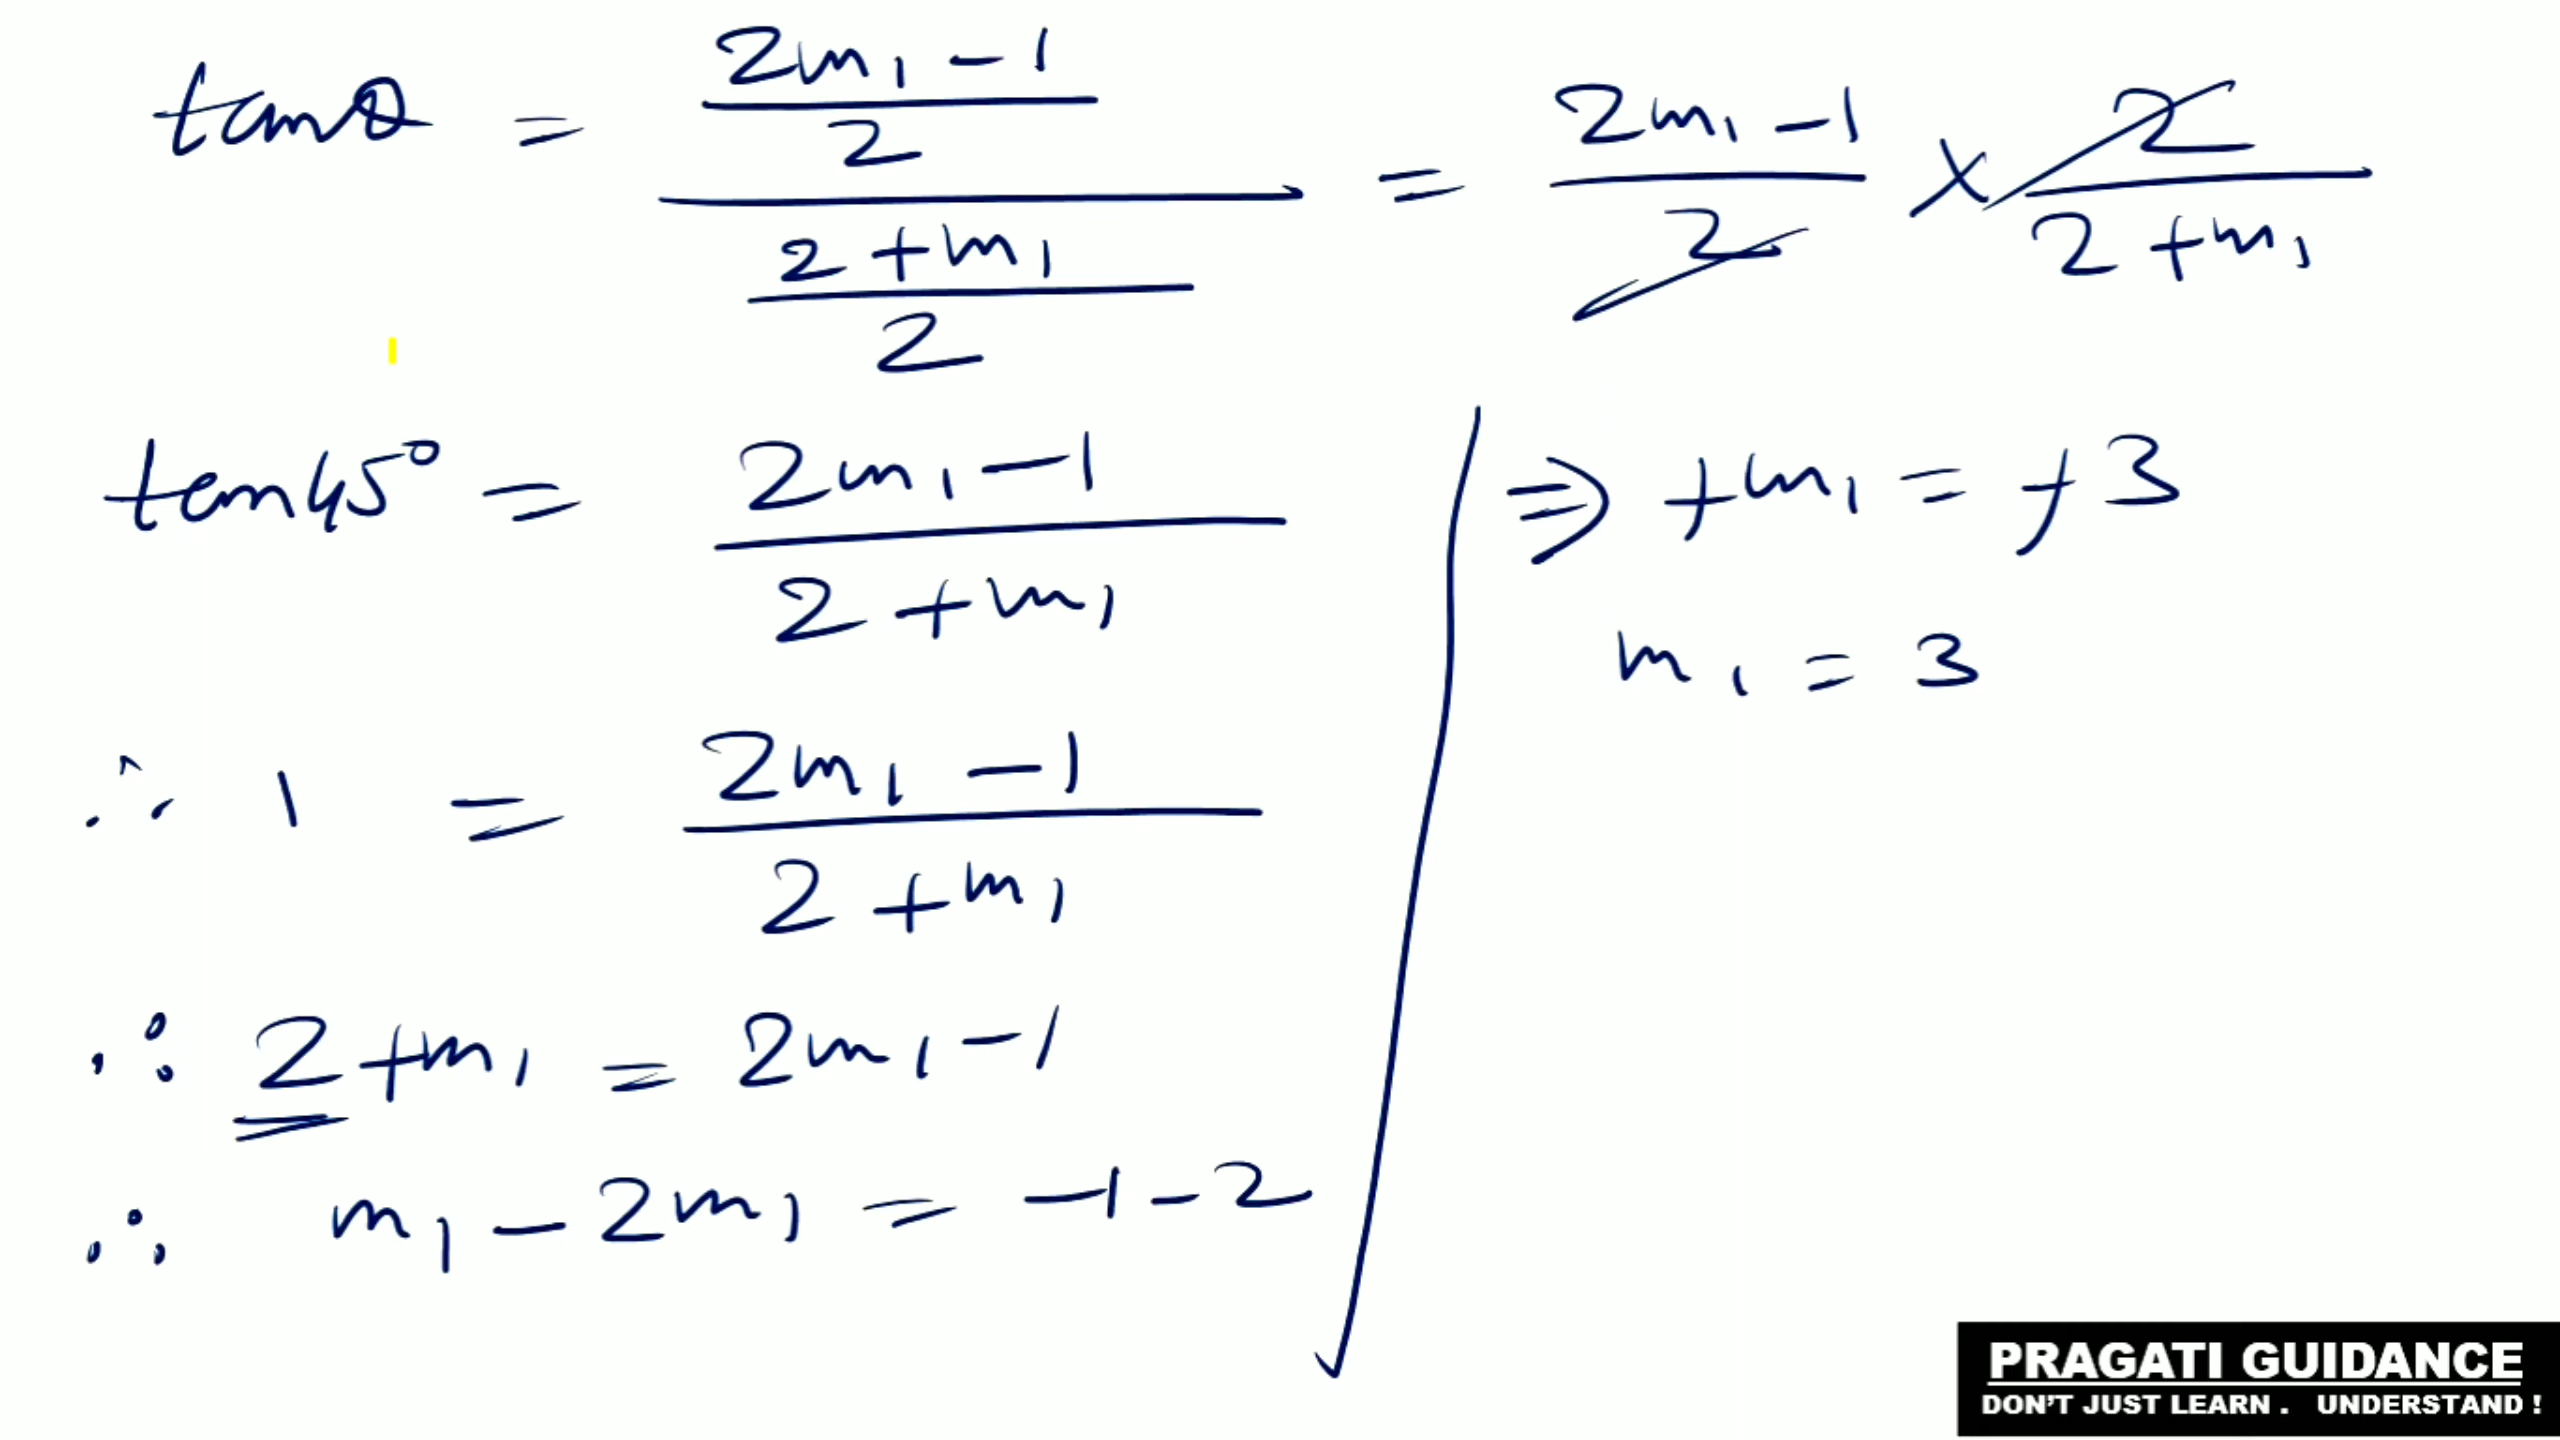 tanθ = ((2m₁ - 1)/2)/((2 + m₁)/2) = (2m₁ - 1)/2 × 2/(2 + m₁)
tan45° = (2m₁ - 1)/(2 + m₁)
∴ 1 = (2m₁ - 1)/(2 + m₁)
∴ 2 + m₁ = 2m₁ - 1
∴ m₁ - 2m₁ = -1 - 2
⇒ +m₁ = +3
m₁ = 3
PRAGATI GUIDANCE
DON'T JUST LEARN . UNDERSTAND !